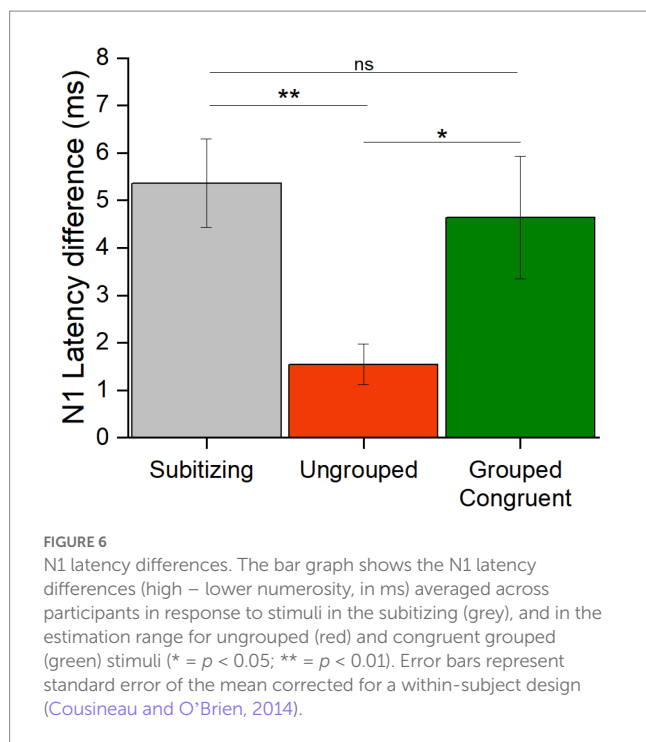 8
7
6
5
4
3
2
1
0
N1 Latency difference (ms)
ns
**
*
Subitizing
Ungrouped
Grouped
Congruent
FIGURE 6
N1 latency differences. The bar graph shows the N1 latency
differences (high – lower numerosity, in ms) averaged across
participants in response to stimuli in the subitizing (grey), and in the
estimation range for ungrouped (red) and congruent grouped
(green) stimuli (* = p < 0.05; ** = p < 0.01). Error bars represent
standard error of the mean corrected for a within-subject design
(Cousineau and O’Brien, 2014).